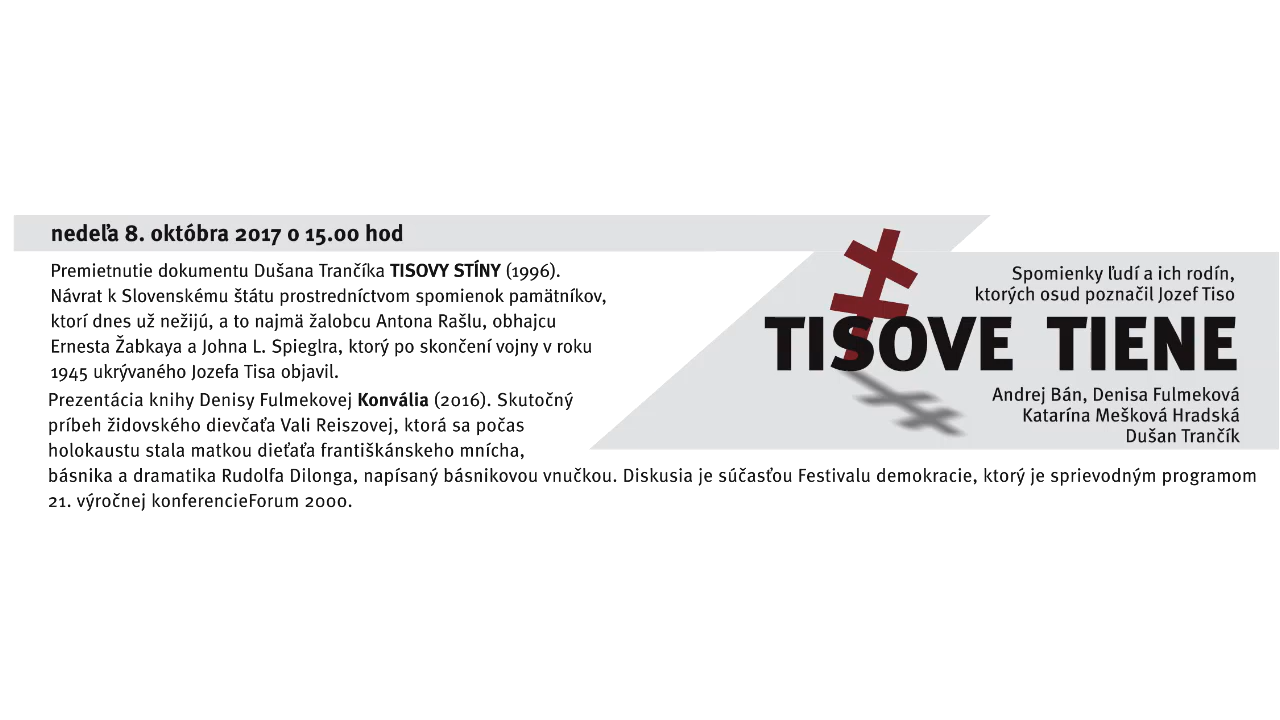 nedeľa 8. októbra 2017 o 15.00 hod
Premietnutie dokumentu Dušana Trančíka TISOVY STÍNY (1996).
Návrat k Slovenskému štátu prostredníctvom spomienok pamätníkov,
ktorí dnes už nežijú, a to najmä žalobcu Antona Rašlu, obhajcu
Ernesta Žabkaya a Johna L. Spieglra, ktorý po skončení vojny v roku
1945 ukrývaného Jozefa Tisa objavil.
Prezentácia knihy Denisy Fulmekovej Konvália (2016). Skutočný
príbeh židovského dievčaťa Vali Reiszovej, ktorá sa počas
holokaustu stala matkou dieťaťa františkánskeho mnícha,
básnika a dramatika Rudolfa Dilonga, napísaný básnikovou vnučkou. Diskusia je súčasťou Festivalu demokracie, ktorý je sprievodným programom
21. výročnej konferencieForum 2000.
Spomienky ľudí a ich rodín,
ktorých osud poznačil Jozef Tiso
TISOVE TIENE
Andrej Bán, Denisa Fulmeková
Katarína Mešková Hradská
Dušan Trančík